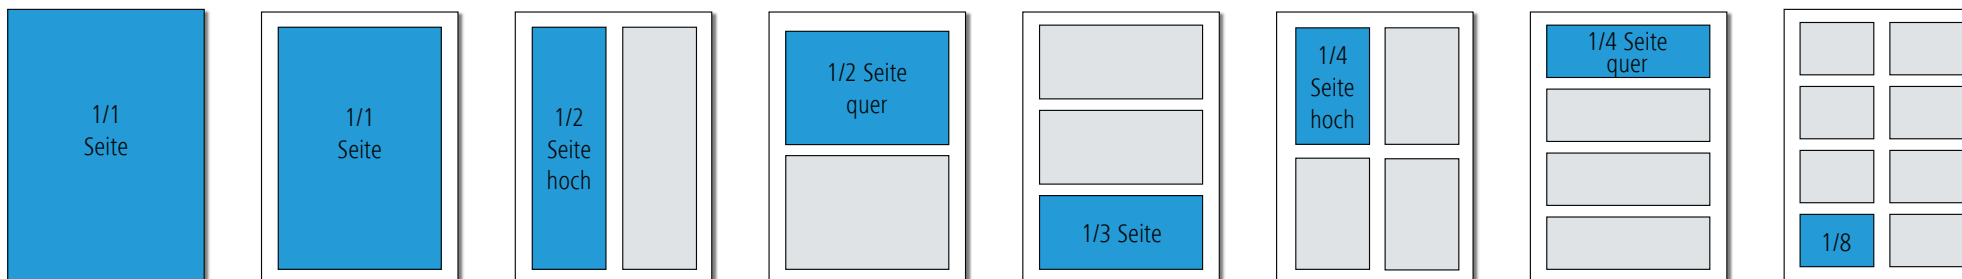 1/1
Seite
1/1
Seite
1/2
Seite
hoch
1/2 Seite
quer
1/3 Seite
1/4
Seite
hoch
1/4 Seite
quer
1/8